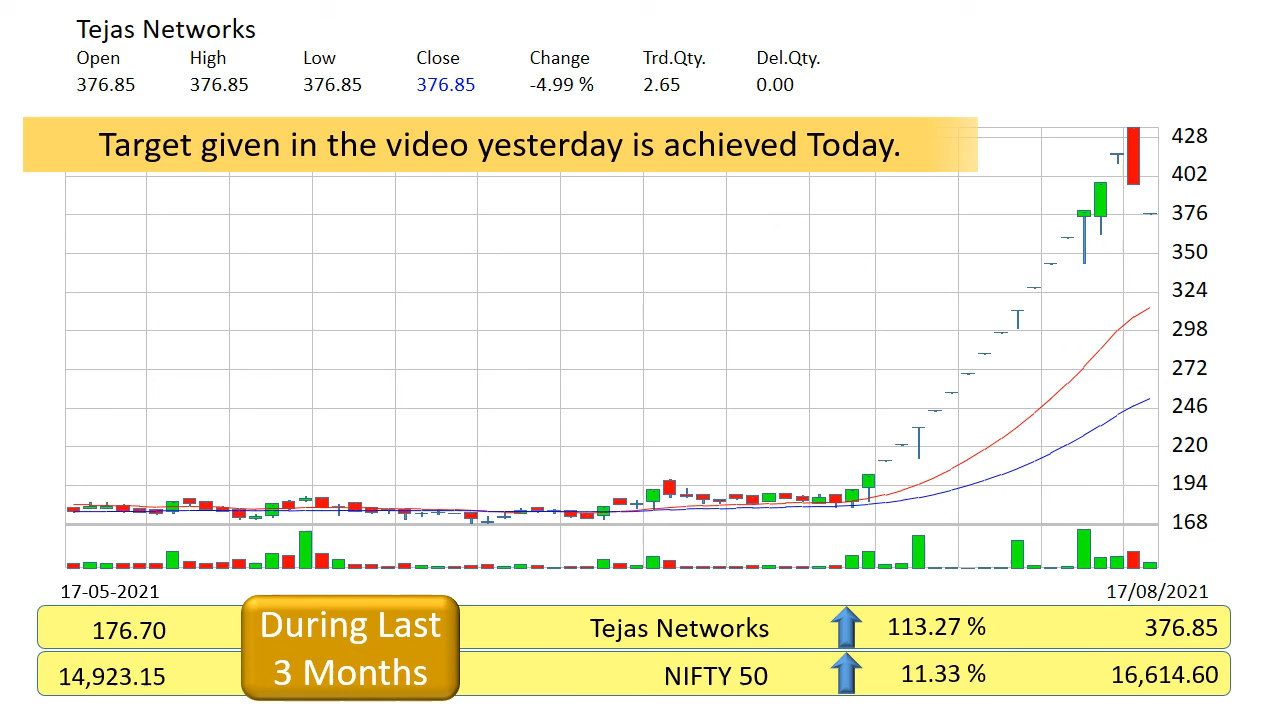 Tejas Networks
Open High Low Close Change Trd.Qty. Del.Qty.
376.85 376.85 376.85 376.85 -4.99 % 2.65 0.00
Target given in the video yesterday is achieved Today.
428
402
376
350
324
298
272
246
220
194
168
17-05-2021 17/08/2021
During Last
3 Months
176.70 Tejas Networks 113.27 % 376.85
14,923.15 NIFTY 50 11.33 % 16,614.60